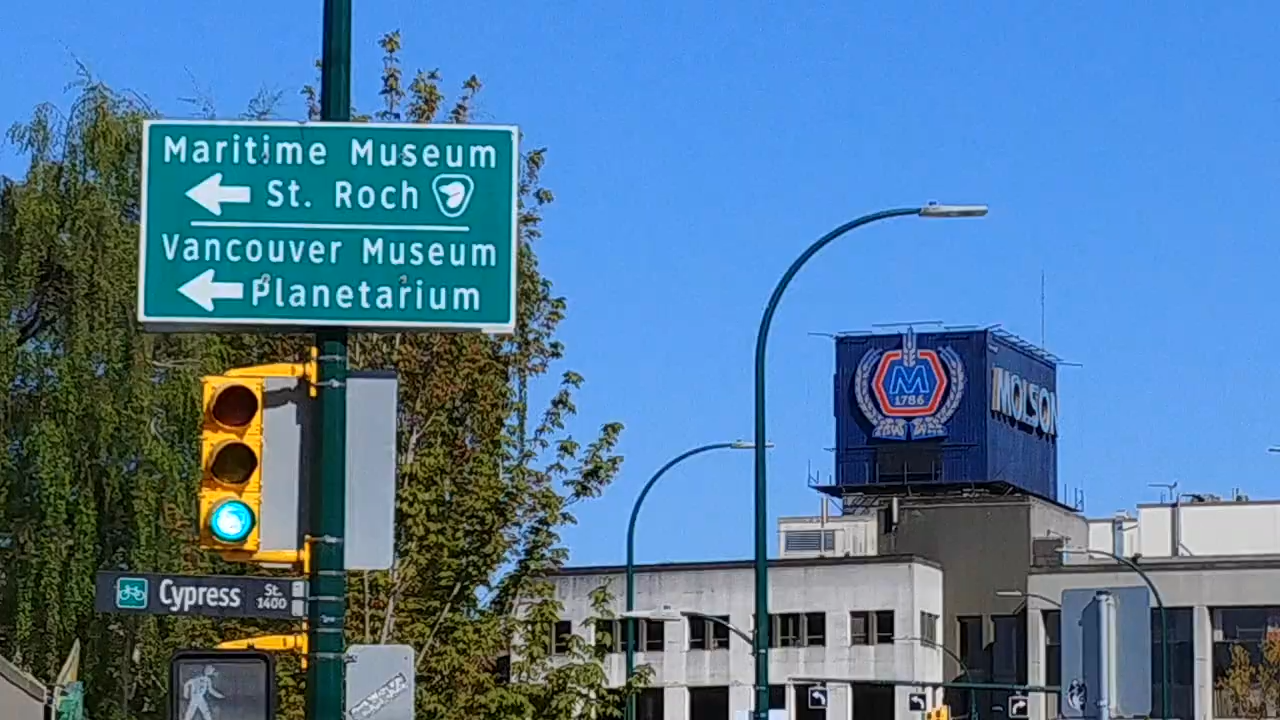 Maritime Museum
St. Roch
Vancouver Museum
Planetarium
Cypress St. 1400
M
1786
MOLSON